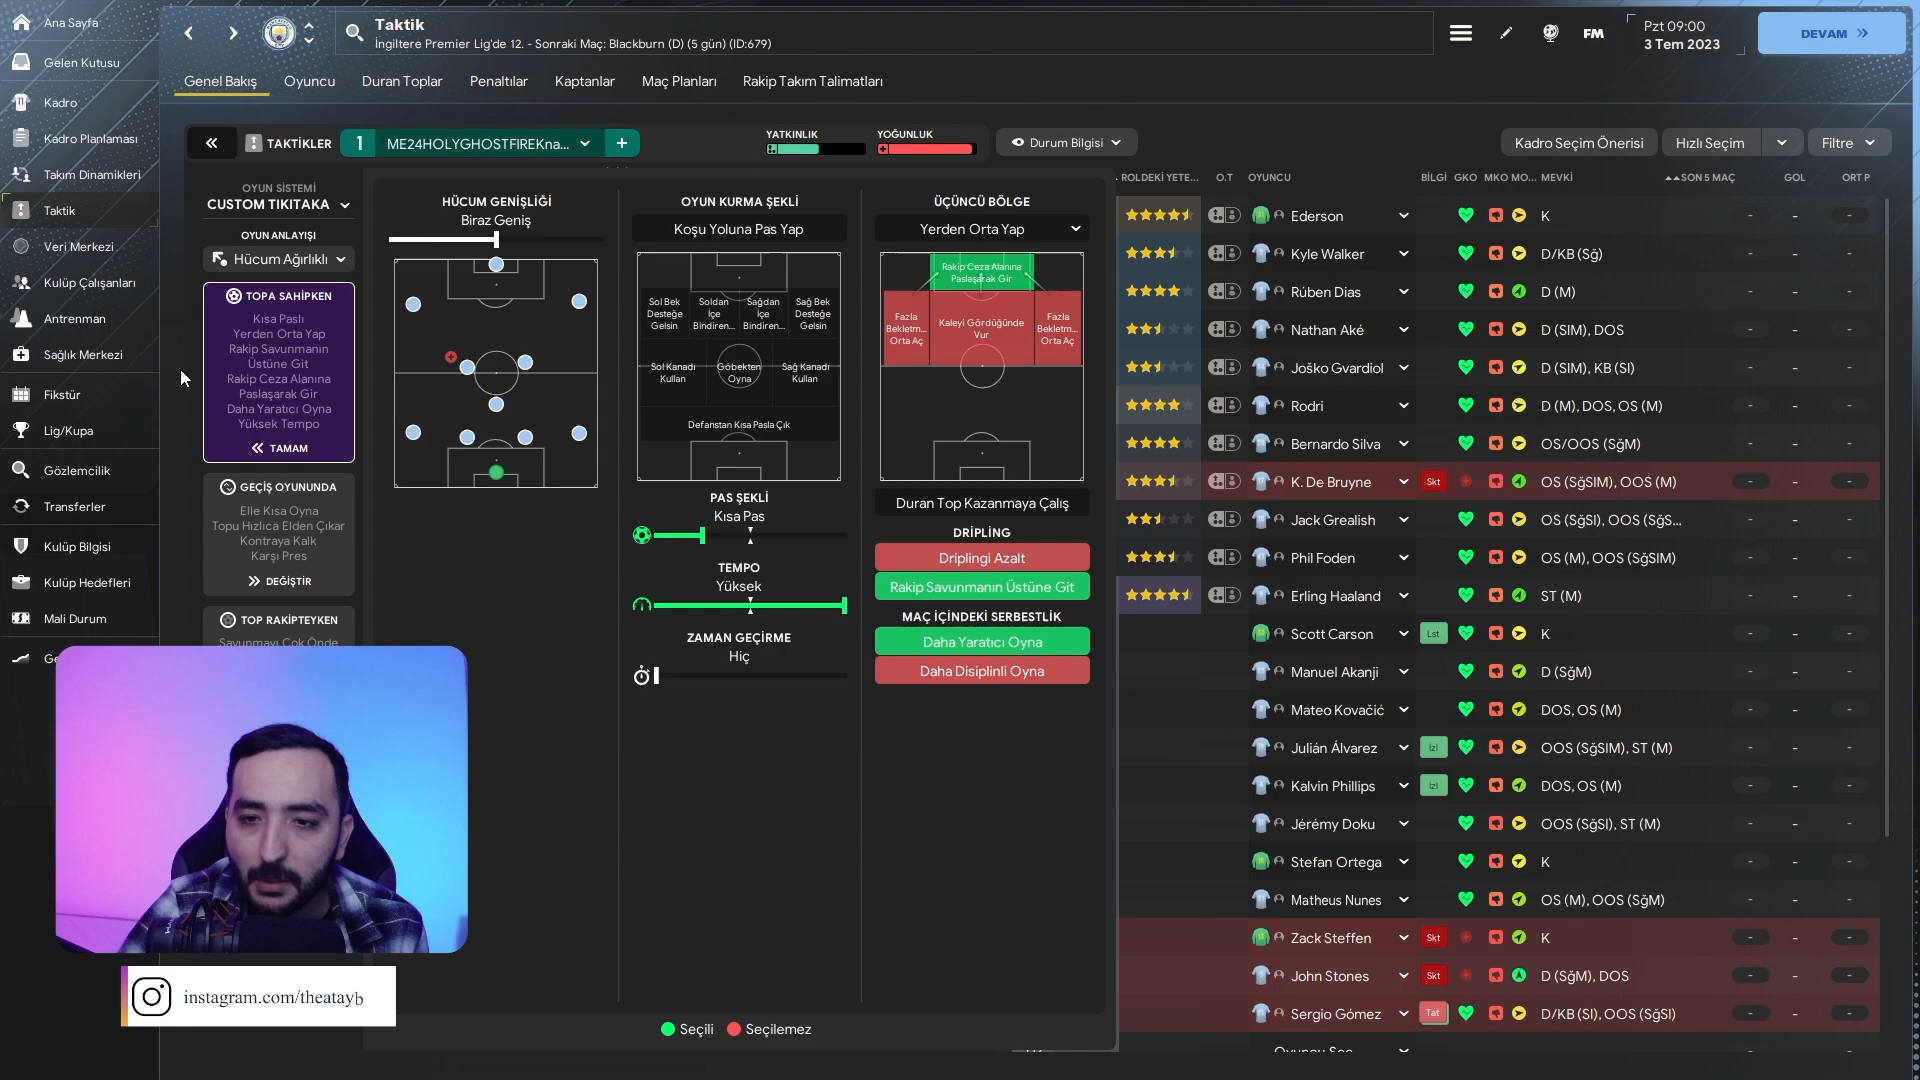 Ana Sayfa
Gelen Kutusu
Kadro
Kadro Planlaması
Takım Dinamikleri
Taktik
Veri Merkezi
Kulüp Çalışanları
Antrenman
Sağlık Merkezi
Fikstür
Lig/Kupa
Gözlemcilik
Transferler
Kulüp Bilgisi
Kulüp Hedefleri
Mali Durum
Taktik
İngiltere Premier Lig'de 12. - Sonraki Maç: Blackburn (D) (5 gün) (ID:679)
FM
Pzt 09:00
3 Tem 2023
DEVAM
Genel Bakış Oyuncu Duran Toplar Penaltılar Kaptanlar Maç Planları Rakip Takım Talimatları
TAKTİKLER
1 ME24HOLYGHOSTFIREKna...
YATKINLIK
YOĞUNLUK
Durum Bilgisi
Kadro Seçim Önerisi
Hızlı Seçim
Filtre
OYUN SİSTEMİ
CUSTOM TIKITAKA
OYUN ANLAYIŞI
Hücum Ağırlıklı
TOPA SAHİPKEN
Kısa Paslı
Yerden Orta Yap
Rakip Savunmanın
Üstüne Git
Rakip Ceza Alanına
Paslaşarak Gir
Daha Yaratıcı Oyna
Yüksek Tempo
TAMAM
GEÇİŞ OYUNUNDA
Elle Kısa Oyna
Topu Hızlıca Elden Çıkar
Kontraya Kalk
Karşı Pres
DEĞİŞTİR
TOP RAKİPTEYKEN
Savunmayı Çok Önde
HÜCUM GENİŞLİĞİ
Biraz Geniş
OYUN KURMA ŞEKLİ
Koşu Yoluna Pas Yap
Sol Bek
Desteğe
Gelsin
Soldan
İçe
Bindiren...
Sağdan
İçe
Bindiren...
Sağ Bek
Desteğe
Gelsin
Sol Kanadı
Kullan
Göbekten
Oyna
Sağ Kanadı
Kullan
Defanstan Kısa Pasla Çık
PAS ŞEKLİ
Kısa Pas
TEMPO
Yüksek
ZAMAN GEÇİRME
Hiç
ÜÇÜNCÜ BÖLGE
Yerden Orta Yap
Rakip Ceza Alanına
Paslaşarak Gir
Fazla
Bekletm...
Orta Aç
Kaleyi Gördüğünde
Vur
Fazla
Bekletm...
Orta Aç
Duran Top Kazanmaya Çalış
DRİPLİNG
Driplingi Azalt
Rakip Savunmanın Üstüne Git
MAÇ İÇİNDEKİ SERBESTLİK
Daha Yaratıcı Oyna
Daha Disiplinli Oyna
Seçili Seçilemez
ROLDEKİ YETE... O.T OYUNCU BİLGİ GKO MKO MO... MEVKİ SON 5 MAÇ GOL ORT P
Ederson K - - -
Kyle Walker D/KB (Sğ) - - -
Rúben Dias D (M) - - -
Nathan Aké D (SlM), DOS - - -
Joško Gvardiol D (SlM), KB (Sl) - - -
Rodri D (M), DOS, OS (M) - - -
Bernardo Silva OS/OOS (SğM) - - -
K. De Bruyne Skt OS (SğSlM), OOS (M) - - -
Jack Grealish OS (SğSl), OOS (SğS... - - -
Phil Foden OS (M), OOS (SğSlM) - - -
Erling Haaland ST (M) - - -
Scott Carson Lst K - - -
Manuel Akanji D (SğM) - - -
Mateo Kovačić DOS, OS (M) - - -
Julián Álvarez İzl OOS (SğSlM), ST (M) - - -
Kalvin Phillips İzl DOS, OS (M) - - -
Jérémy Doku OOS (SğSl), ST (M) - - -
Stefan Ortega K - - -
Matheus Nunes OS (M), OOS (SğM) - - -
Zack Steffen Skt K - - -
John Stones Skt D (SğM), DOS - - -
Sergio Gómez Tat D/KB (Sl), OOS (SğSl) - - -
instagram.com/theatayb